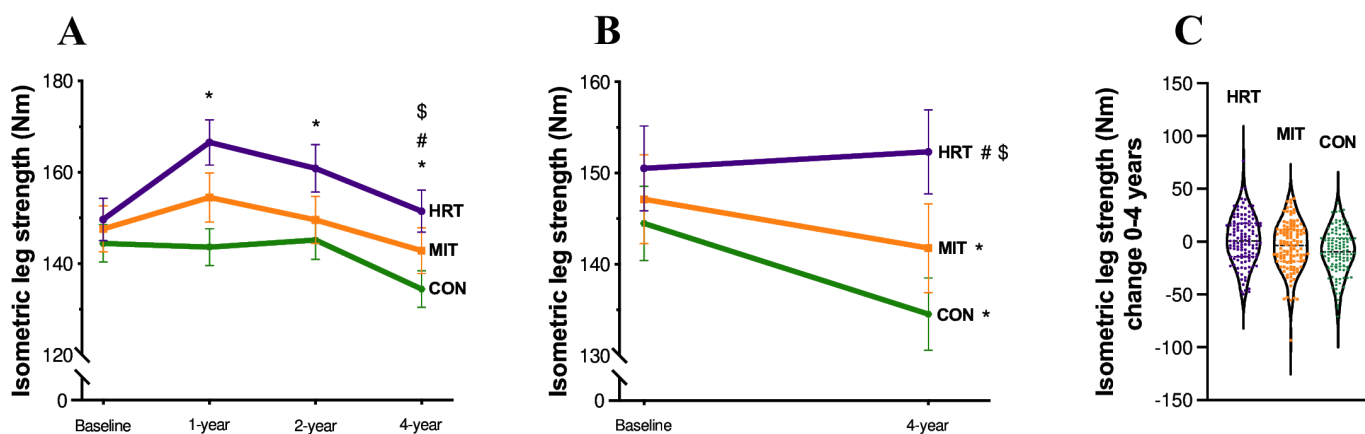 A
Isometric leg strength (Nm)
180
160
140
120
0
*
*
$
#
*
HRT
MIT
CON
Baseline
1-year
2-year
4-year
B
Isometric leg strength (Nm)
160
150
140
130
0
HRT # $
MIT *
CON *
Baseline
4-year
C
Isometric leg strength (Nm)
change 0-4 years
150
100
50
0
-50
-100
-150
HRT
MIT
CON